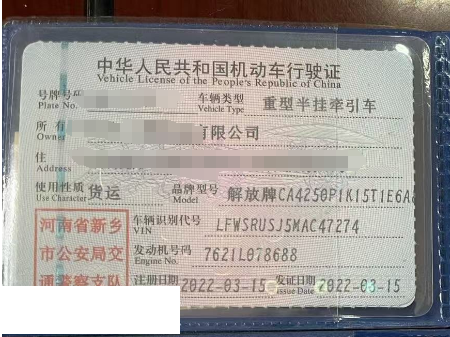 中华人民共和国机动车行驶证
Vehicle License of the People's Republic of China
号牌号码 车辆类型 重型半挂牵引车
Plate No. Vehicle Type
所有 有限公司
Owner
住
Address
使用性质 货运 品牌型号 解放牌CA4250P1K15T1E6A8
Use Character
河南省新乡 车辆识别代号 LFWSRUSJ5MAC47274
VIN
市公安局交 发动机号码 7621L078688
Engine No.
通警察支队 注册日期 2022-03-15 发证日期 2022-03-15
Issue Date